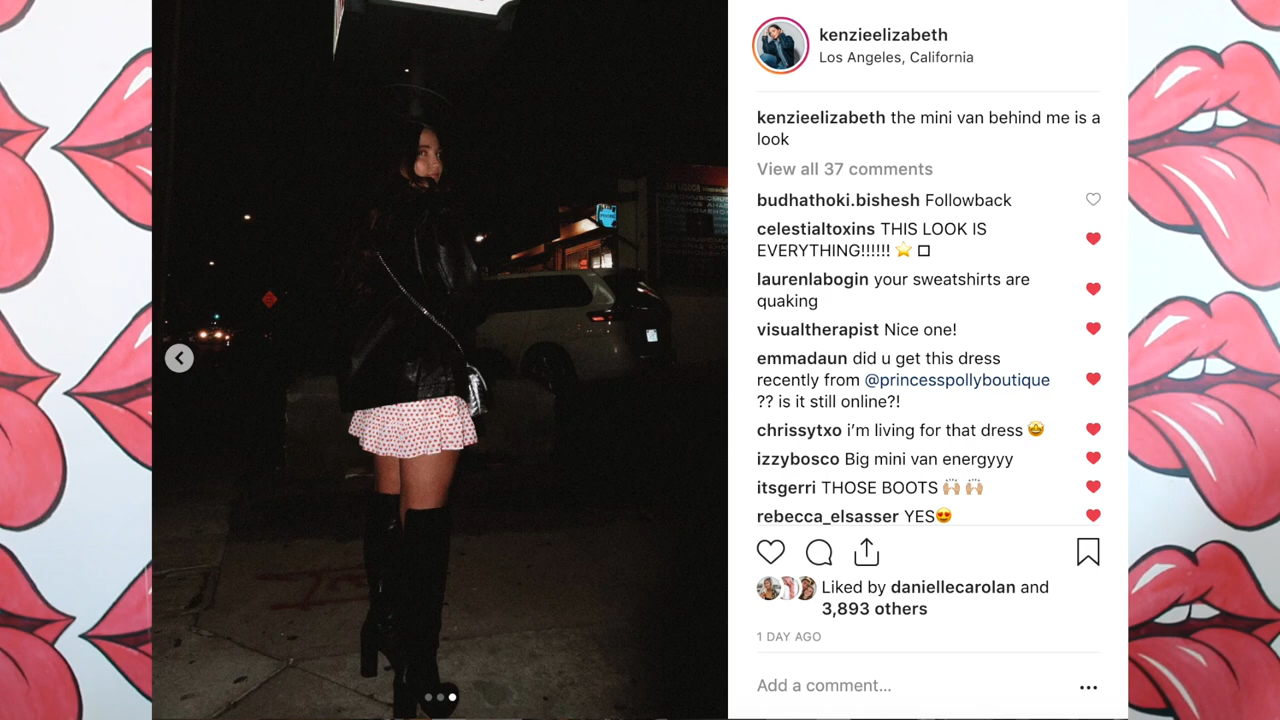 kenzieelizabeth
Los Angeles, California
kenzieelizabeth the mini van behind me is a
look
View all 37 comments
budhathoki.bishesh Followback
celestialtoxins THIS LOOK IS
EVERYTHING!!!!!! ⭐
laurenlabogin your sweatshirts are
quaking
visualtherapist Nice one!
emmadaun did u get this dress
recently from @princesspollyboutique
?? is it still online?!
chrissytxo i’m living for that dress 🤩
izzybosco Big mini van energyyy
itsgerri THOSE BOOTS 🙌🏼 🙌🏼
rebecca_elsasser YES😍
Liked by daniellecarolan and
3,893 others
1 DAY AGO
Add a comment...